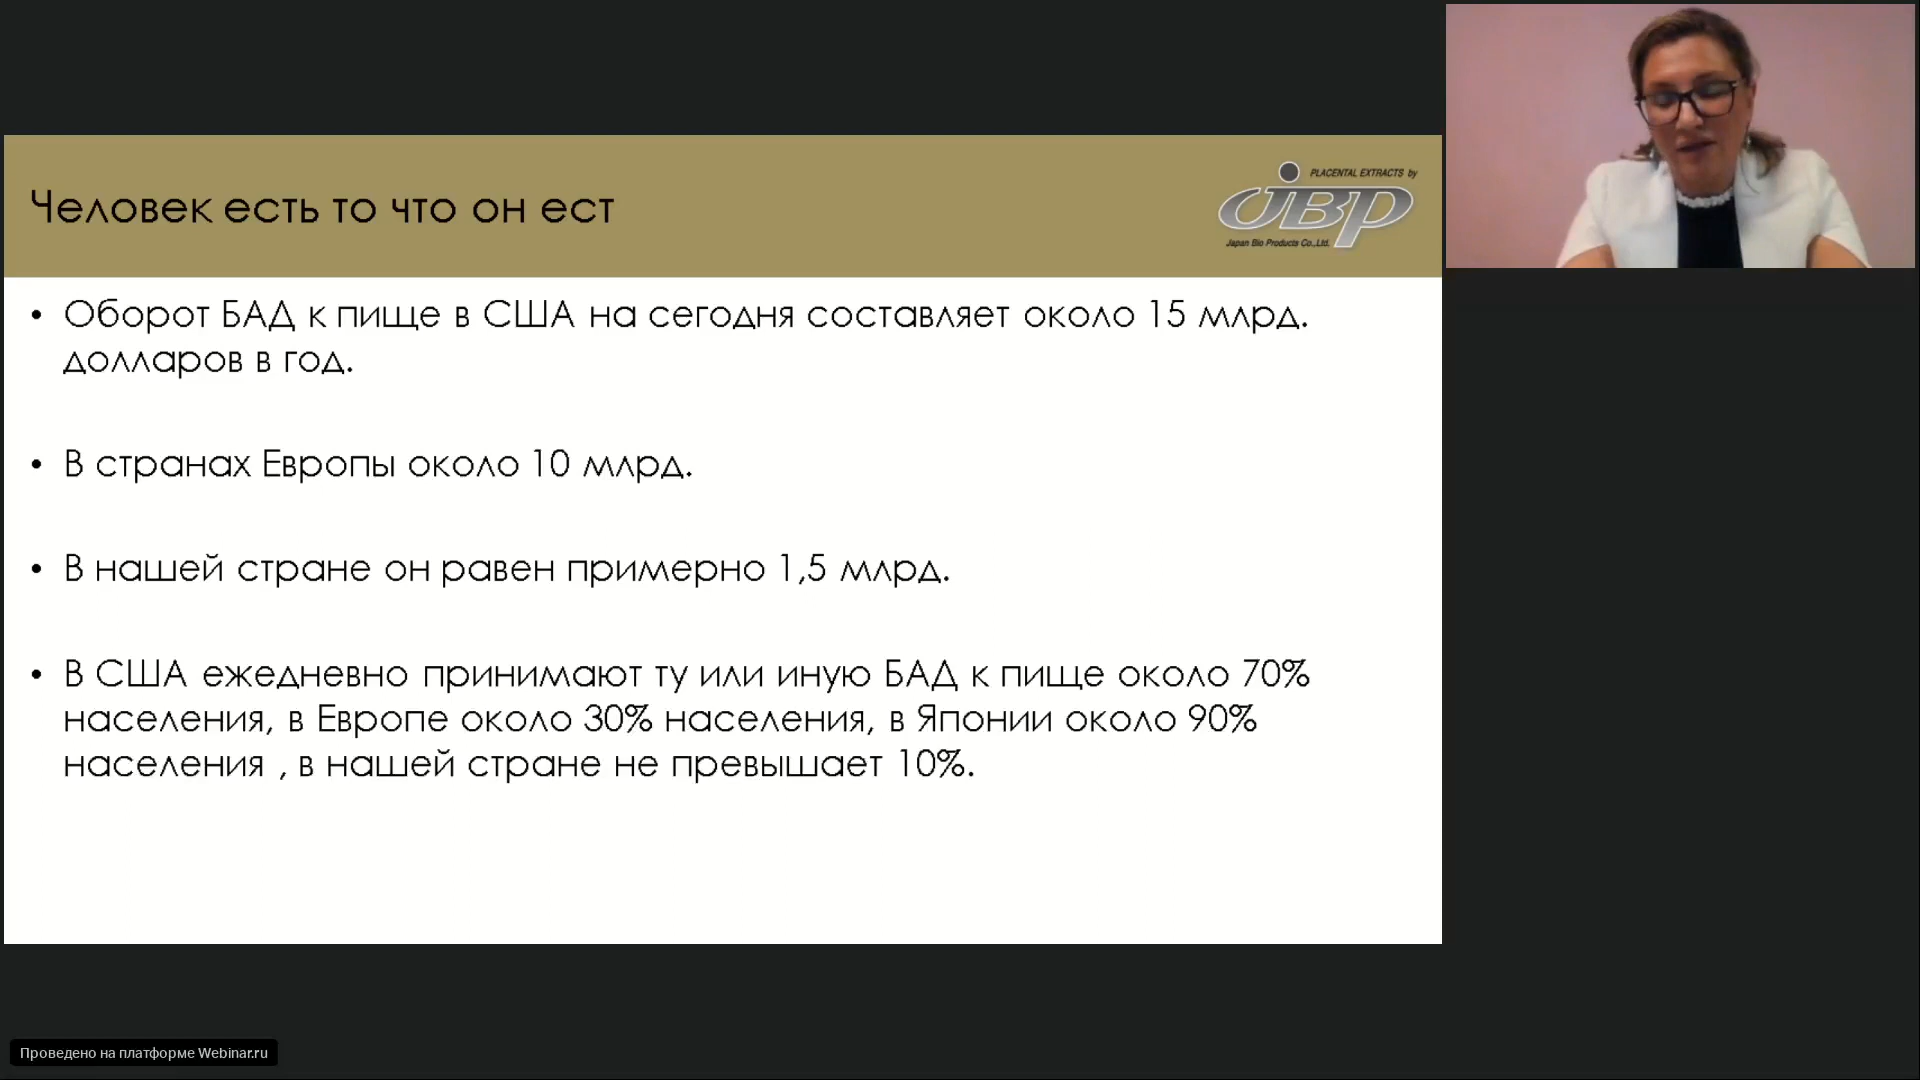 Человек есть то что он ест
PLACENTAL EXTRACTS by
JBP
Japan Bio Products Co.,Ltd.
• Оборот БАД к пище в США на сегодня составляет около 15 млрд.
долларов в год.
• В странах Европы около 10 млрд.
• В нашей стране он равен примерно 1,5 млрд.
• В США ежедневно принимают ту или иную БАД к пище около 70%
населения, в Европе около 30% населения, в Японии около 90%
населения , в нашей стране не превышает 10%.
Проведено на платформе Webinar.ru